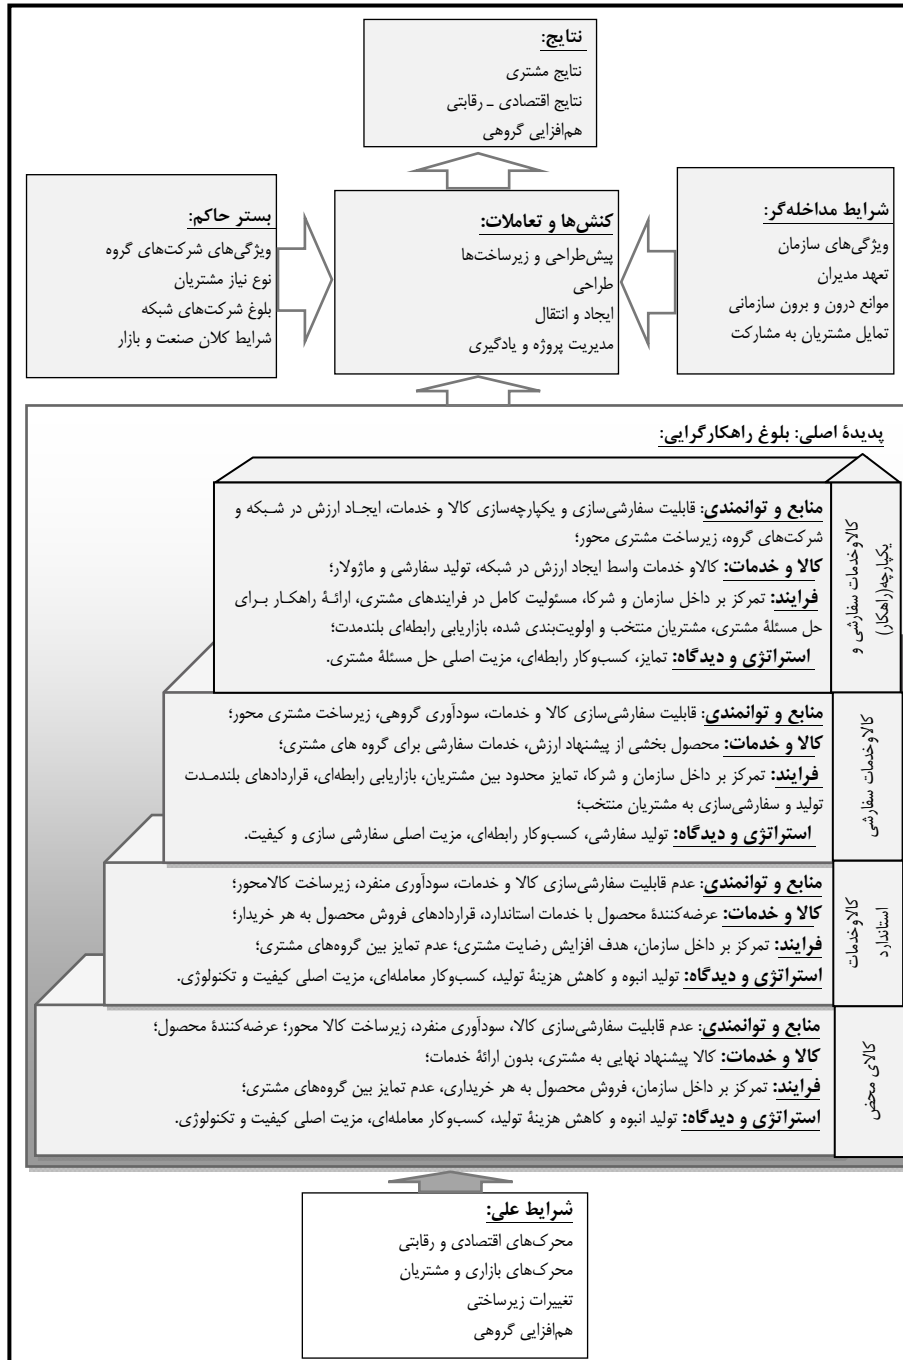 نتایج:
نتایج مشتری
نتایج اقتصادی ـ رقابتی
هم‌افزایی گروهی
شرایط مداخله‌گر:
ویژگی‌های سازمان
تعهد مدیران
موانع درون و برون سازمانی
تمایل مشتریان به مشارکت
کنش‌ها و تعاملات:
پیش‌طراحی و زیرساخت‌ها
طراحی
ایجاد و انتقال
مدیریت پروژه و یادگیری
بستر حاکم:
ویژگی‌های شرکت‌های گروه
نوع نیاز مشتریان
بلوغ شرکت‌های شبکه
شرایط کلان صنعت و بازار
پدیدۀ اصلی: بلوغ راهکارگرایی:
کالاوخدمات سفارشی و
یکپارچه(راهکار)
منابع و توانمندی: قابلیت سفارشی‌سازی و یکپارچه‌سازی کالا و خدمات، ایجـاد ارزش در شـبکه و
شرکت‌های گروه، زیرساخت مشتری محور؛
کالا و خدمات: کالاو خدمات واسط ایجاد ارزش در شبکه، تولید سفارشی و ماژولار؛
فرایند: تمرکز بر داخل سازمان و شرکا، مسئولیت کامل در فرایندهای مشتری، ارائـۀ راهکـار بـرای
حل مسئلۀ مشتری، مشتریان منتخب و اولویت‌بندی شده، بازاریابی رابطه‌ای بلندمدت؛
استراتژی و دیدگاه: تمایز، کسب‌وکار رابطه‌ای، مزیت اصلی حل مسئلۀ مشتری.
کالاوخدمات سفارشی
منابع و توانمندی: قابلیت سفارشی‌سازی کالا و خدمات، سودآوری گروهی، زیرساخت مشتری محور؛
کالا و خدمات: محصول بخشی از پیشنهاد ارزش، خدمات سفارشی برای گروه های مشتری؛
فرایند: تمرکز بر داخل سازمان و شرکا، تمایز محدود بین مشتریان، بازاریابی رابطه‌ای، قراردادهای بلندمـدت
تولید و سفارشی‌سازی به مشتریان منتخب؛
استراتژی و دیدگاه: تولید سفارشی، کسب‌وکار رابطه‌ای، مزیت اصلی سفارشی سازی و کیفیت.
کالاوخدمات
استاندارد
منابع و توانمندی: عدم قابلیت سفارشی‌سازی کالا و خدمات، سودآوری منفرد، زیرساخت کالامحور؛
کالا و خدمات: عرضه‌کنندۀ محصول با خدمات استاندارد، قراردادهای فروش محصول به هر خریدار؛
فرایند: تمرکز بر داخل سازمان، هدف افزایش رضایت مشتری؛ عدم تمایز بین گروه‌های مشتری؛
استراتژی و دیدگاه: تولید انبوه و کاهش هزینۀ تولید، کسب‌وکار معامله‌ای، مزیت اصلی کیفیت و تکنولوژی.
کالای محض
منابع و توانمندی: عدم قابلیت سفارشی‌سازی کالا، سودآوری منفرد، زیرساخت کالا محور؛ عرضه‌کنندۀ محصول؛
کالا و خدمات: کالا پیشنهاد نهایی به مشتری، بدون ارائۀ خدمات؛
فرایند: تمرکز بر داخل سازمان، فروش محصول به هر خریداری، عدم تمایز بین گروه‌های مشتری؛
استراتژی و دیدگاه: تولید انبوه و کاهش هزینۀ تولید، کسب‌وکار معامله‌ای، مزیت اصلی کیفیت و تکنولوژی.
شرایط علی:
محرک‌های اقتصادی و رقابتی
محرک‌های بازاری و مشتریان
تغییرات زیرساختی
هم‌افزایی گروهی